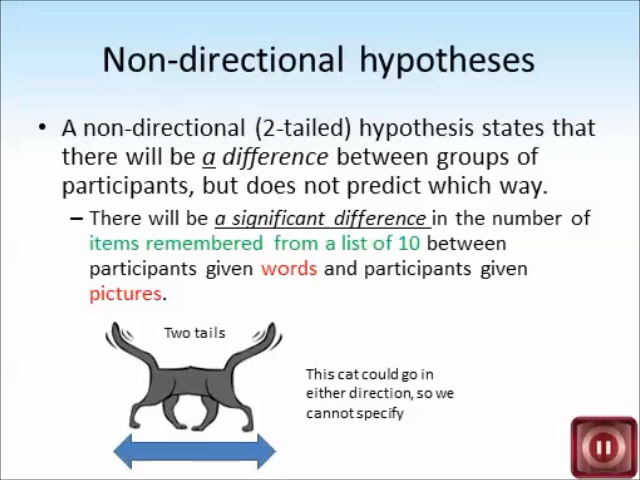 Non-directional hypotheses
• A non-directional (2-tailed) hypothesis states that
there will be a difference between groups of
participants, but does not predict which way.
– There will be a significant difference in the number of
items remembered from a list of 10 between
participants given words and participants given
pictures.
Two tails
This cat could go in
either direction, so we
cannot specify